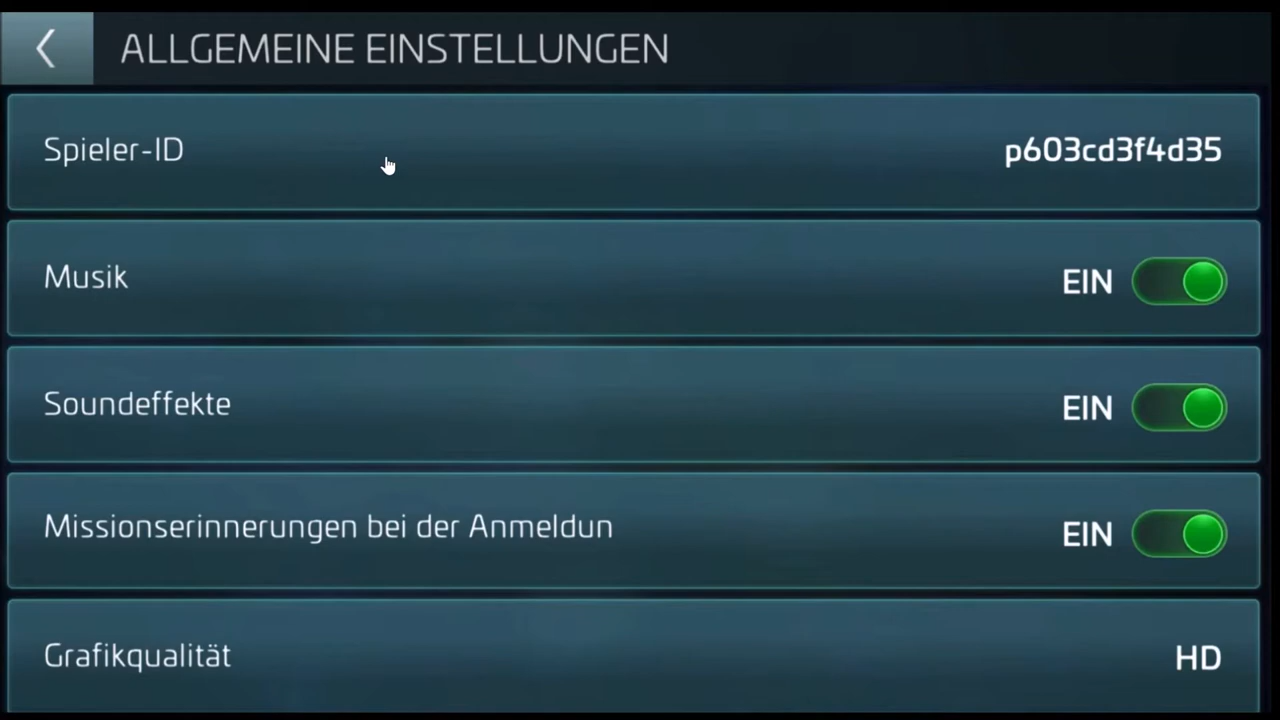 ALLGEMEINE EINSTELLUNGEN
Spieler-ID p603cd3f4d35
Musik EIN
Soundeffekte EIN
Missionserinnerungen bei der Anmeldun EIN
Grafikqualität HD